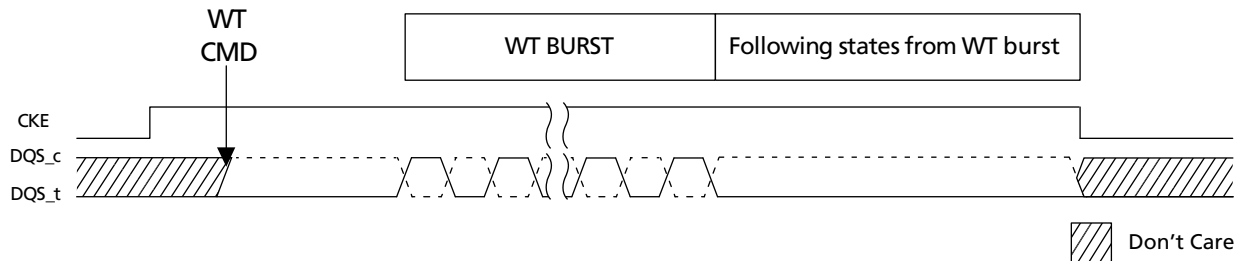 WT
CMD
WT BURST
Following states from WT burst
CKE
DQS_c
DQS_t
Don't Care